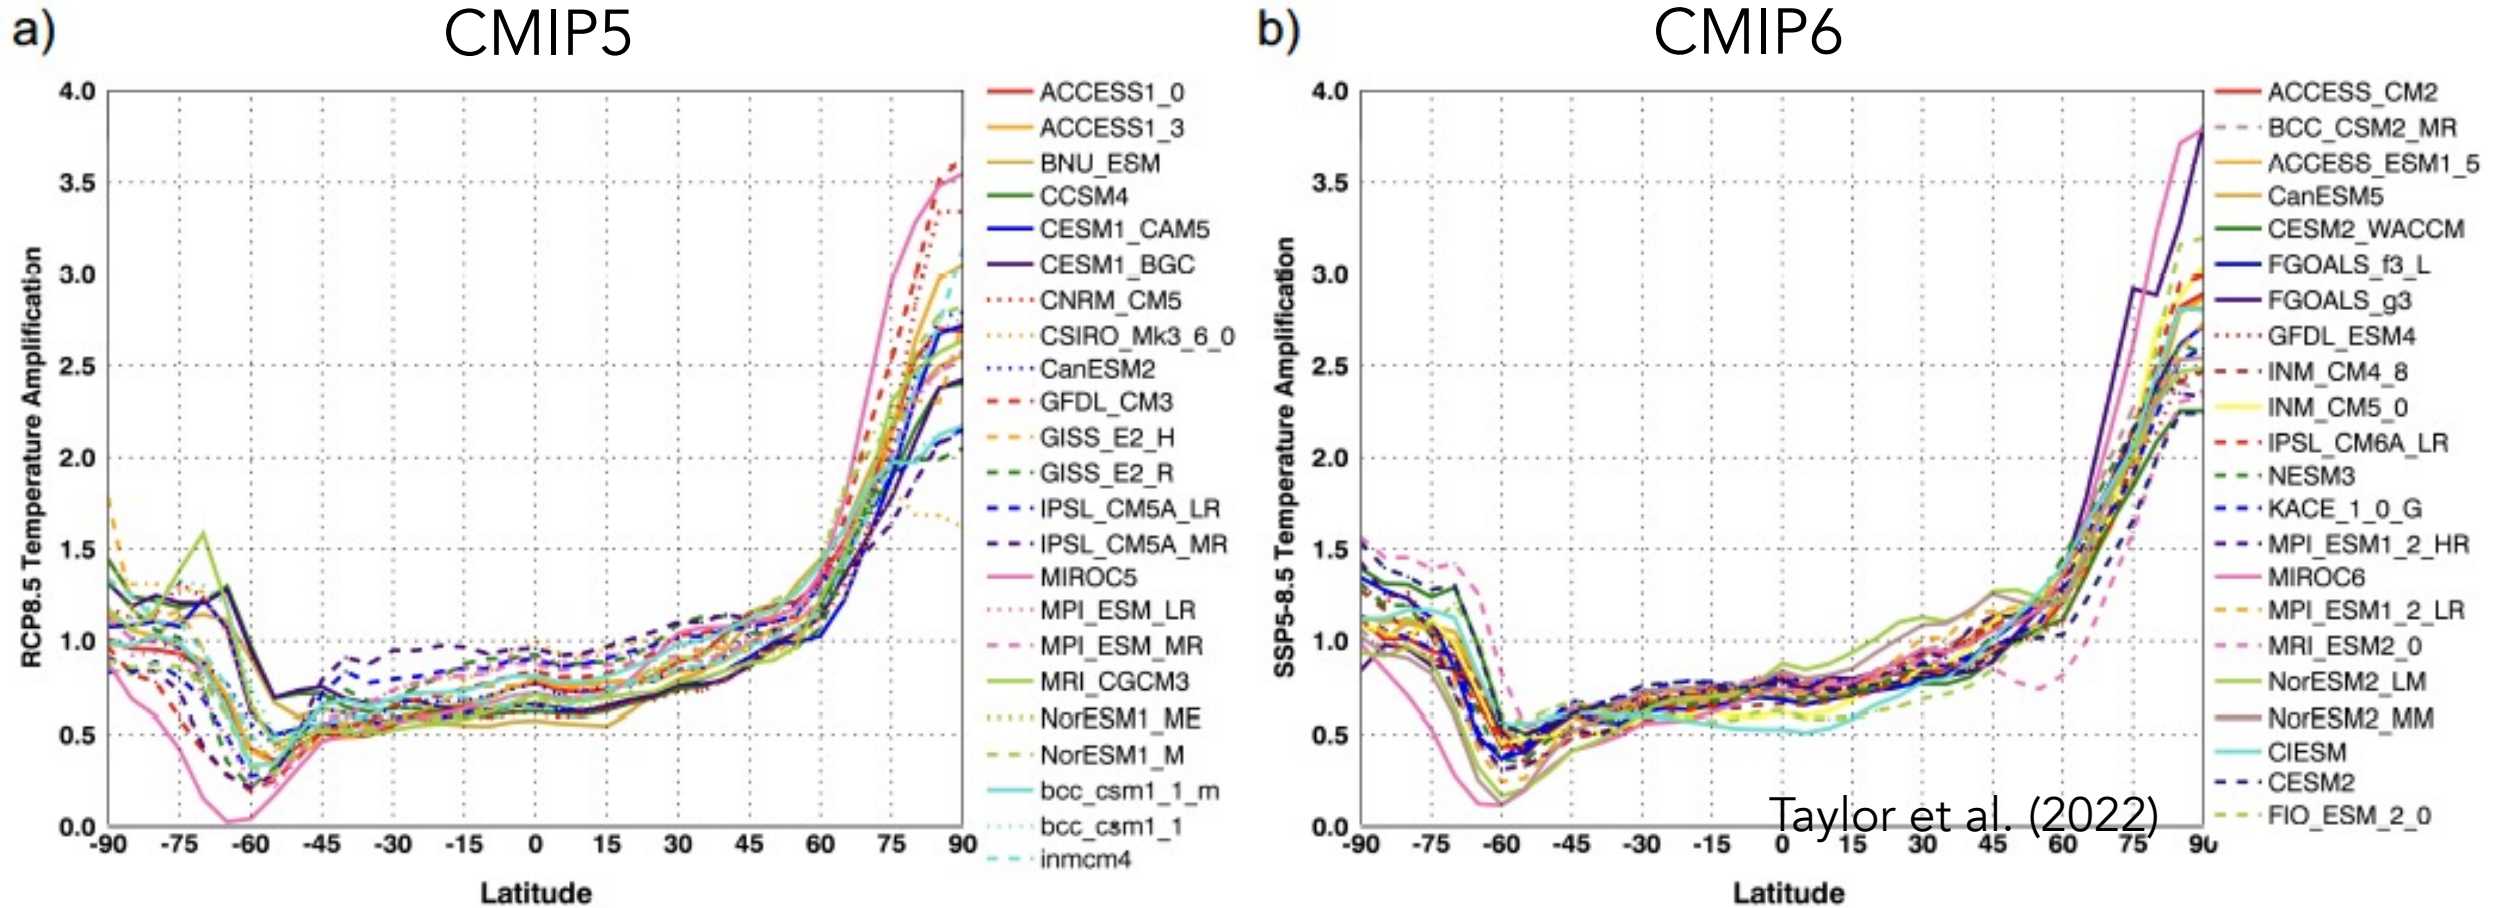 a)
CMIP5
RCP8.5 Temperature Amplification
4.0
3.5
3.0
2.5
2.0
1.5
1.0
0.5
0.0
-90 -75 -60 -45 -30 -15 0 15 30 45 60 75 90
Latitude
ACCESS1_0
ACCESS1_3
BNU_ESM
CCSM4
CESM1_CAM5
CESM1_BGC
CNRM_CM5
CSIRO_Mk3_6_0
CanESM2
GFDL_CM3
GISS_E2_H
GISS_E2_R
IPSL_CM5A_LR
IPSL_CM5A_MR
MIROC5
MPI_ESM_LR
MPI_ESM_MR
MRI_CGCM3
NorESM1_ME
NorESM1_M
bcc_csm1_1_m
bcc_csm1_1
inmcm4
b)
CMIP6
SSP5-8.5 Temperature Amplification
4.0
3.5
3.0
2.5
2.0
1.5
1.0
0.5
0.0
-90 -75 -60 -45 -30 -15 0 15 30 45 60 75 90
Latitude
Taylor et al. (2022)
ACCESS_CM2
BCC_CSM2_MR
ACCESS_ESM1_5
CanESM5
CESM2_WACCM
FGOALS_f3_L
FGOALS_g3
GFDL_ESM4
INM_CM4_8
INM_CM5_0
IPSL_CM6A_LR
NESM3
KACE_1_0_G
MPI_ESM1_2_HR
MIROC6
MPI_ESM1_2_LR
MRI_ESM2_0
NorESM2_LM
NorESM2_MM
CIESM
CESM2
FIO_ESM_2_0